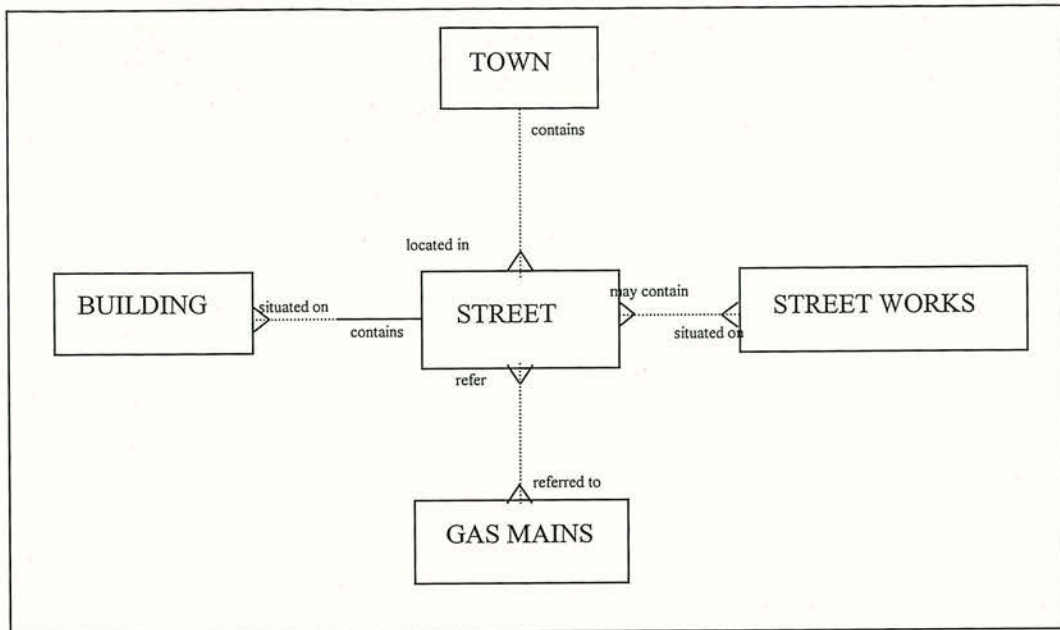 TOWN
contains
located in
BUILDING
situated on
contains
STREET
may contain
situated on
STREET WORKS
refer
referred to
GAS MAINS